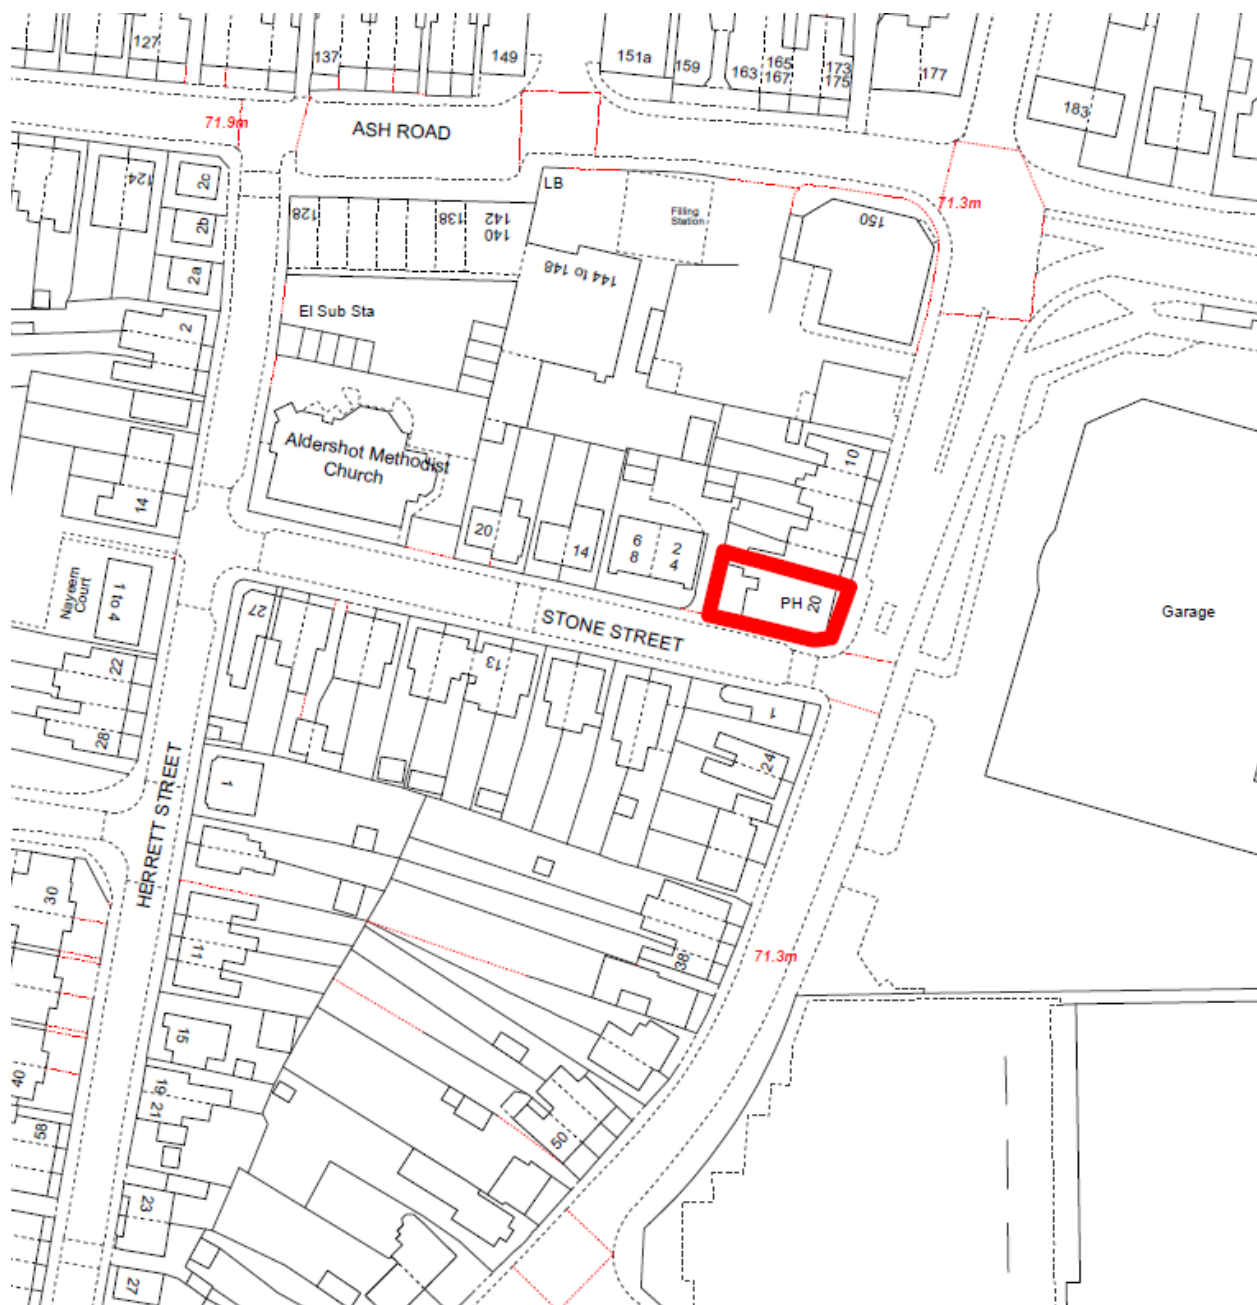 127
137
149
151a
159
163
165
167
173
175
177
183
71.9m
ASH ROAD
LB
Filling
Station
71.3m
150
124
2c
2b
2a
128
138
142
140
144 to 148
El Sub Sta
2
Aldershot Methodist
Church
10
14
20
14
6
8
2
4
PH
20
Garage
Nayeem
Court
1 to 4
27
STONE STREET
13
1
22
28
24
1
HERRETT STREET
30
11
38
71.3m
15
40
19
21
58
50
23
27